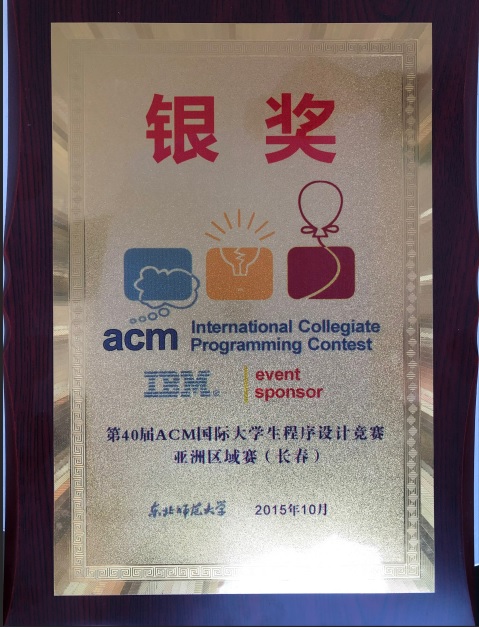 银奖
acm International Collegiate
Programming Contest
IBM® event
sponsor
第40届ACM国际大学生程序设计竞赛
亚洲区域赛（长春）
东北师范大学 2015年10月